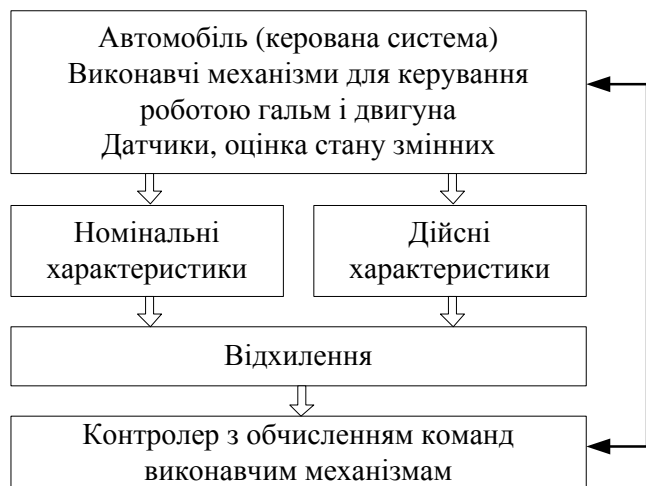 Автомобіль (керована система)
Виконавчі механізми для керування
роботою гальм і двигуна
Датчики, оцінка стану змінних
Номінальні
характеристики
Дійсні
характеристики
Відхилення
Контролер з обчисленням команд
виконавчим механізмам